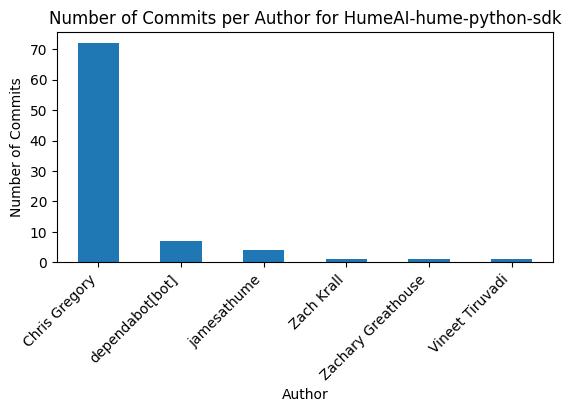 Number of Commits per Author for HumeAI-hume-python-sdk
Number of Commits
70
60
50
40
30
20
10
0
Chris Gregory
dependabot[bot]
jamesathume
Zach Krall
Zachary Greathouse
Vineet Tiruvadi
Author